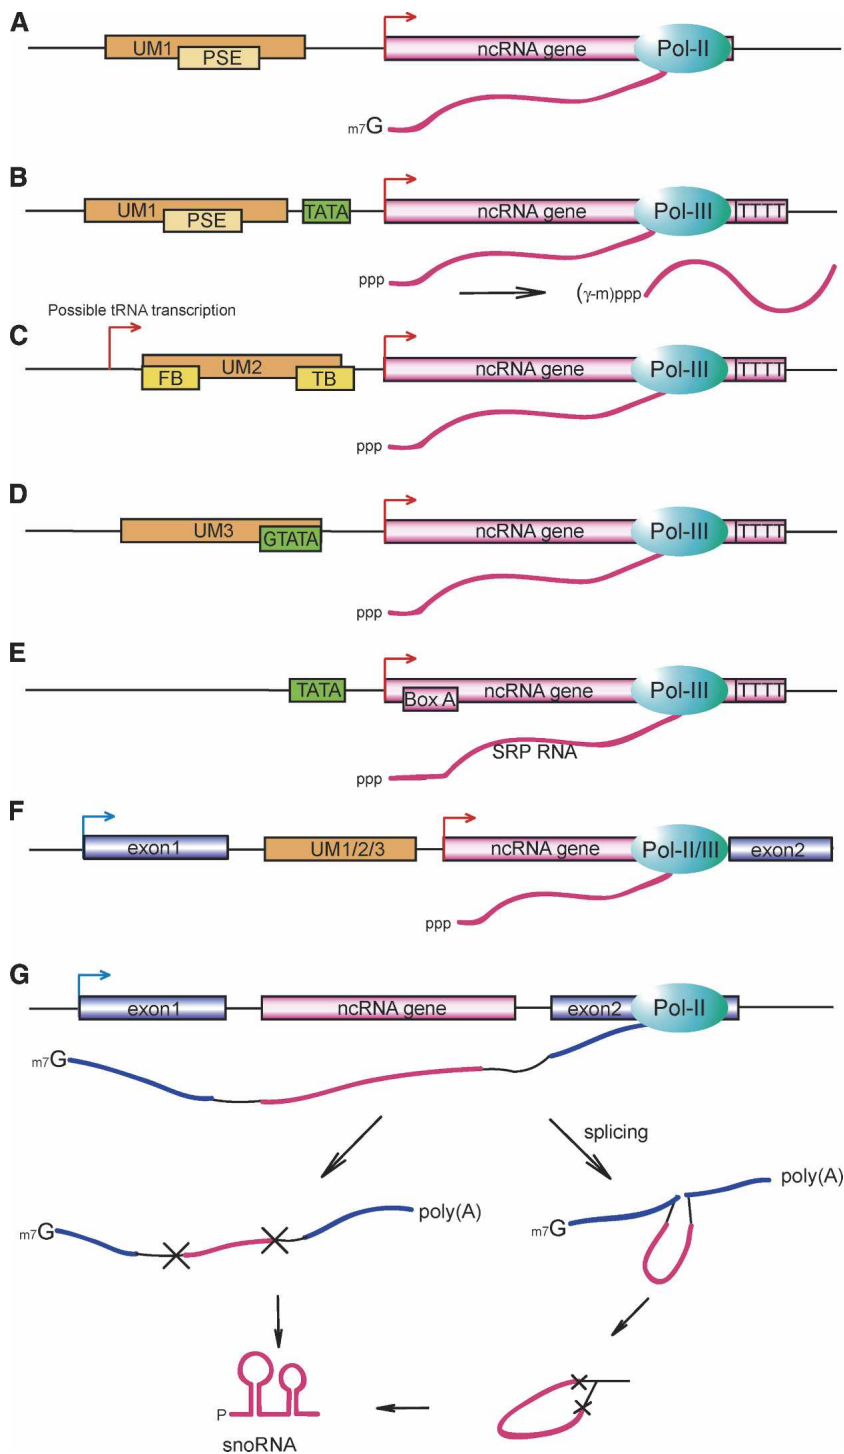 A
UM1
PSE
ncRNA gene
Pol-II
m7G
B
UM1
PSE
TATA
ncRNA gene
Pol-III
TTTT
ppp
(γ-m)ppp
Possible tRNA transcription
C
FB
UM2
TB
ncRNA gene
Pol-III
TTTT
ppp
D
UM3
GTATA
ncRNA gene
Pol-III
TTTT
ppp
E
TATA
Box A
ncRNA gene
Pol-III
TTTT
SRP RNA
ppp
F
exon1
UM1/2/3
ncRNA gene
Pol-II/III
exon2
ppp
G
exon1
ncRNA gene
exon2
Pol-II
m7G
splicing
poly(A)
m7G
poly(A)
m7G
P
snoRNA